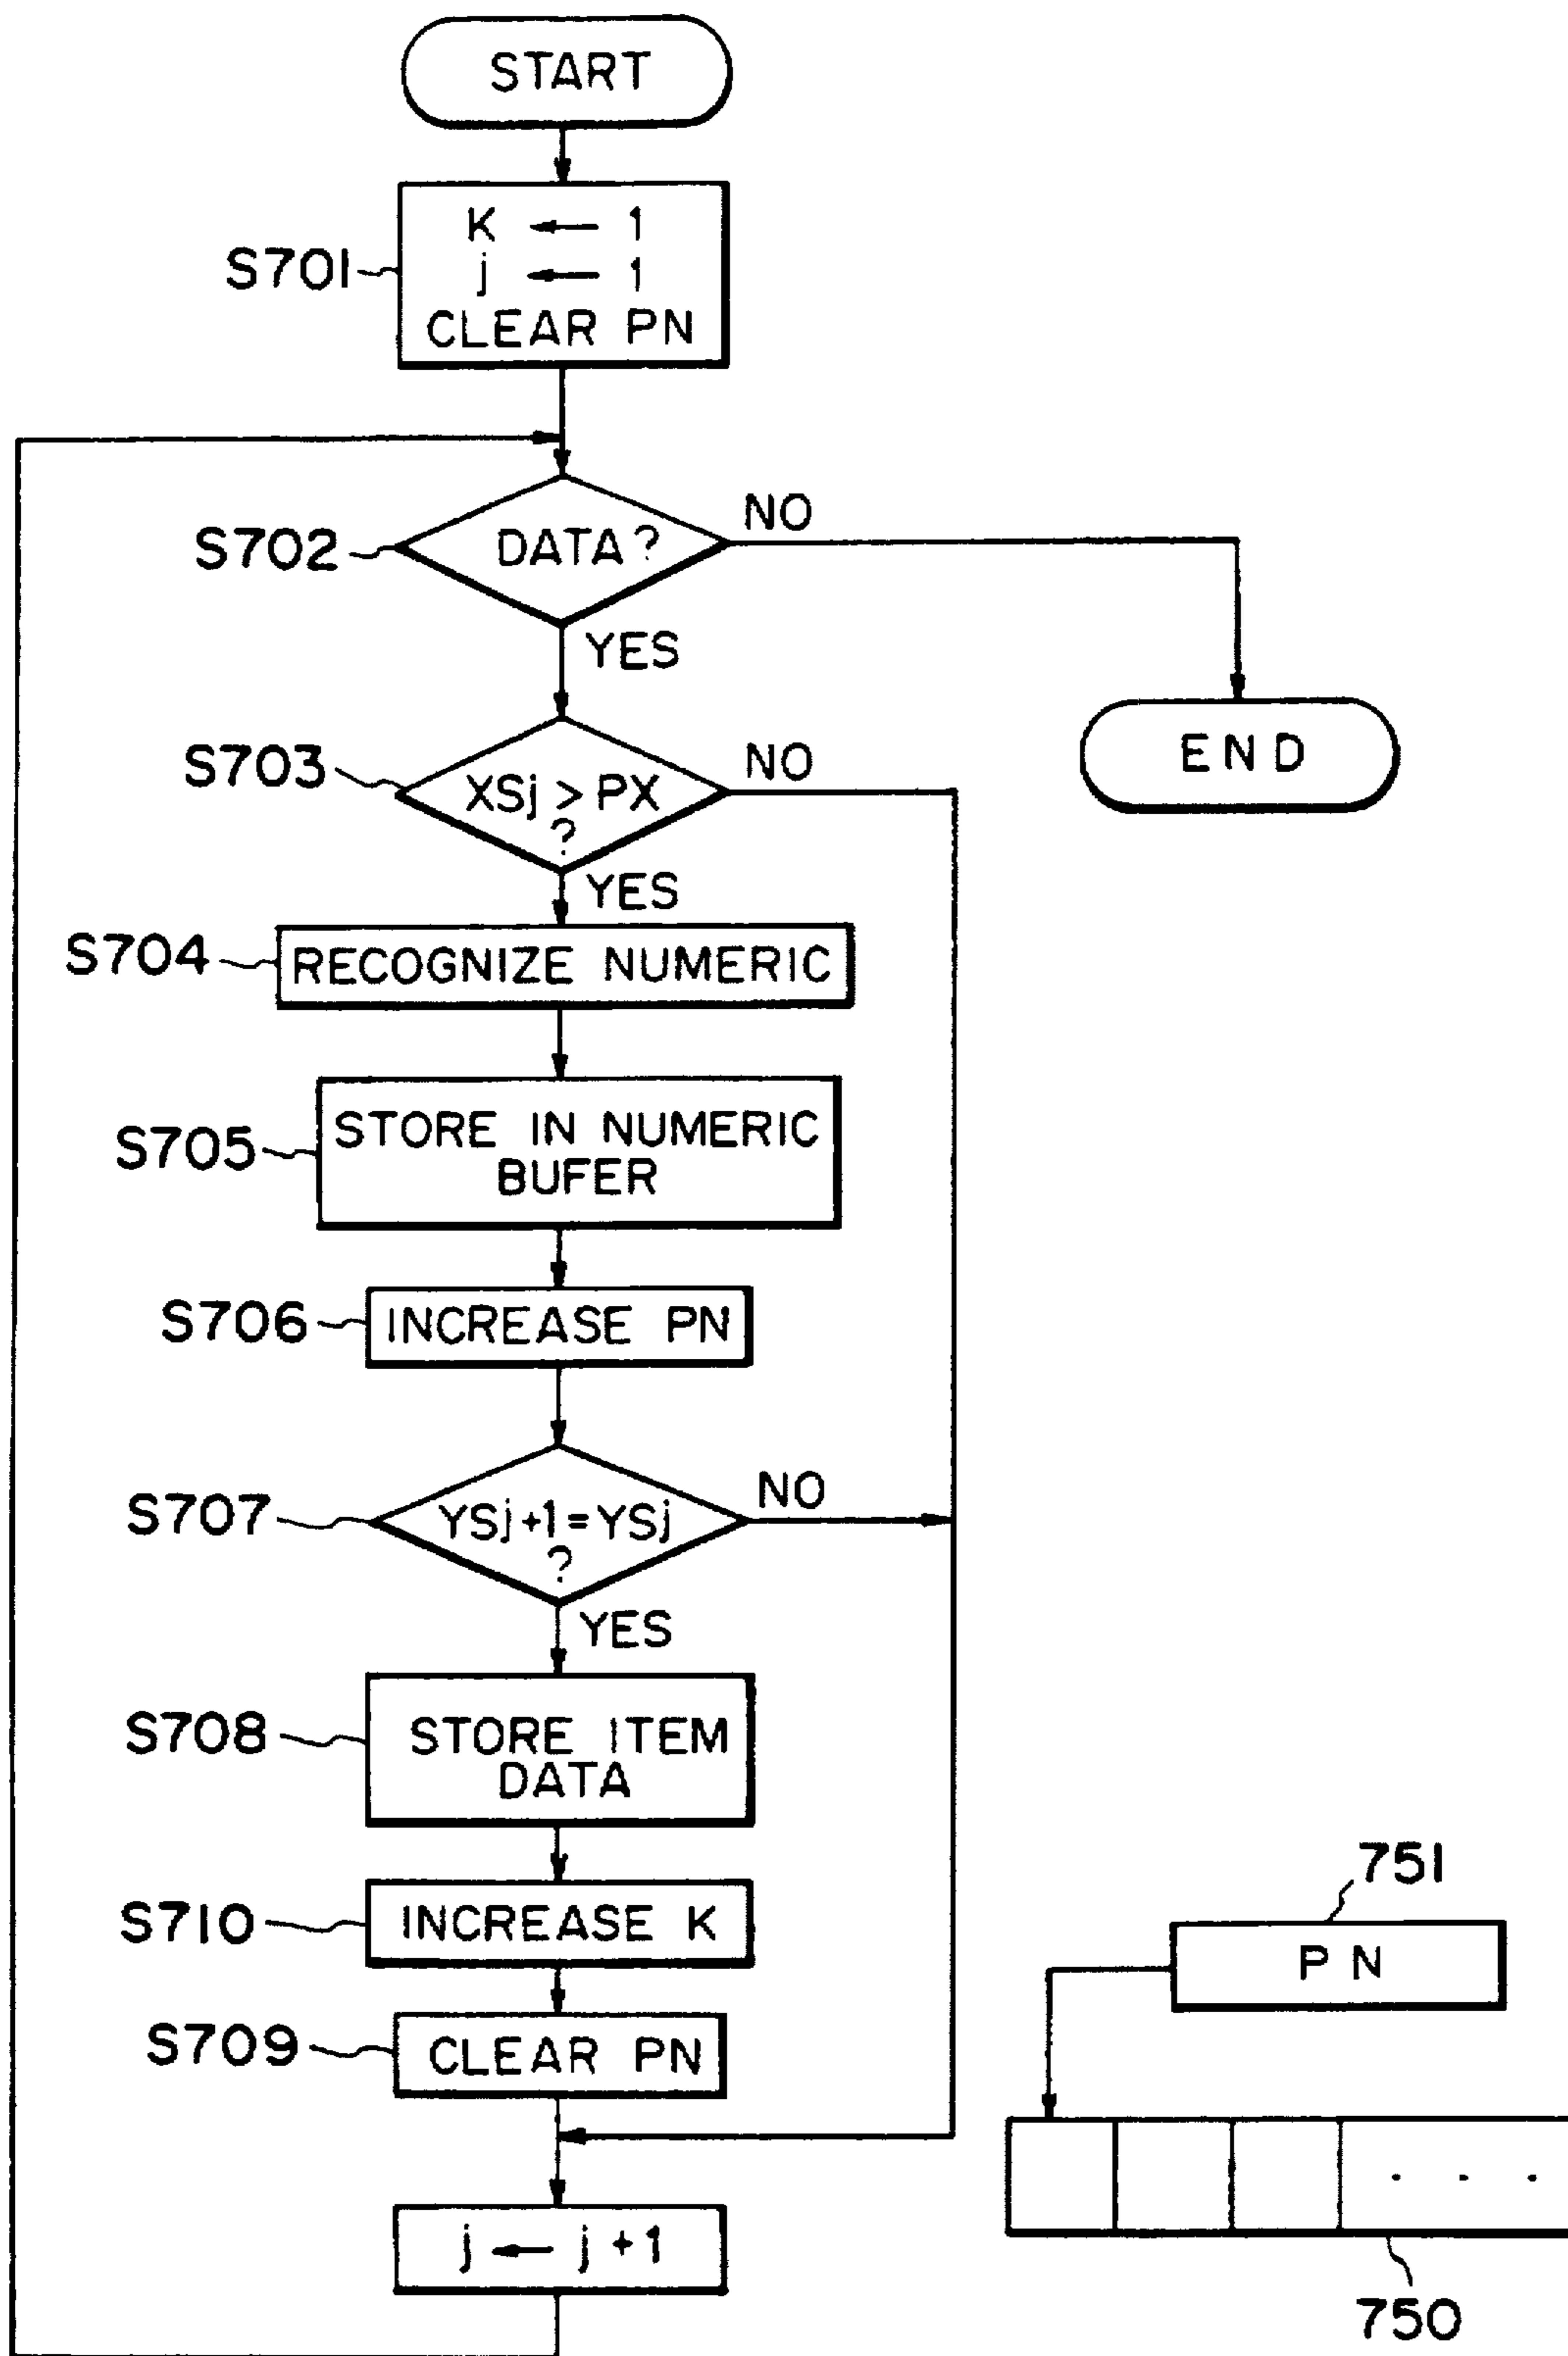 START
K ← 1
S701
j ← 1
CLEAR PN
S702
DATA?
NO
YES
END
S703
XSj > PX
?
NO
YES
S704
RECOGNIZE NUMERIC
S705
STORE IN NUMERIC
BUFER
S706
INCREASE PN
S707
YSj+1=YSj
?
NO
YES
S708
STORE ITEM
DATA
S710
INCREASE K
S709
CLEAR PN
j ← j+1
751
PN
. . .
750